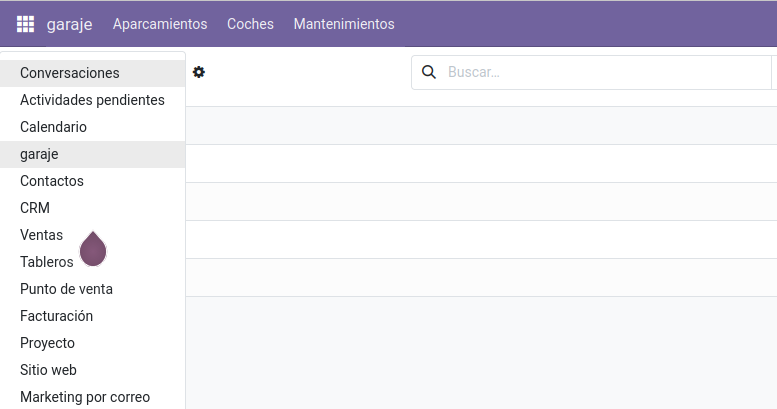 garaje Aparcamientos Coches Mantenimientos
Buscar...
Conversaciones
Actividades pendientes
Calendario
garaje
Contactos
CRM
Ventas
Tableros
Punto de venta
Facturación
Proyecto
Sitio web
Marketing por correo